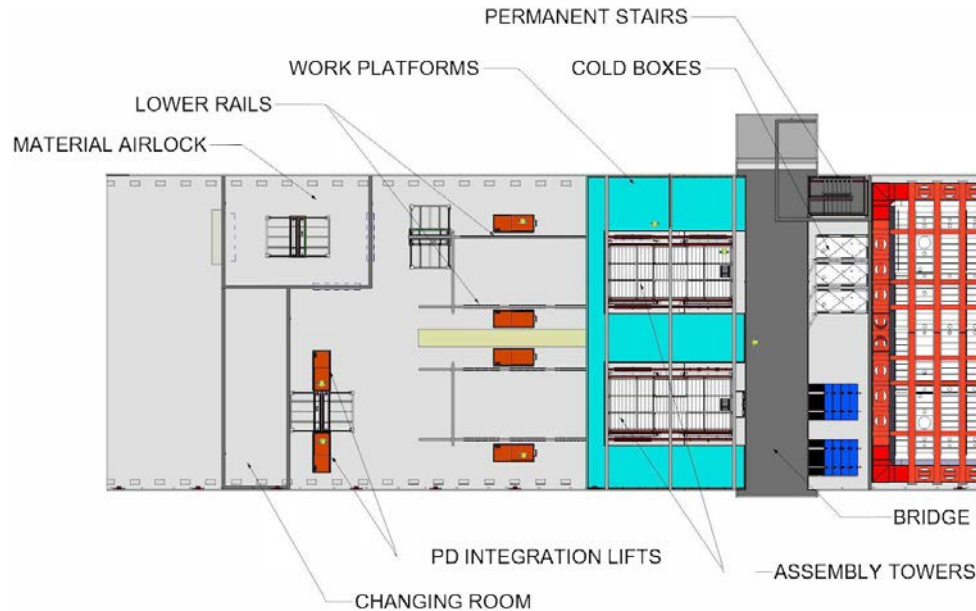 PERMANENT STAIRS
WORK PLATFORMS
COLD BOXES
LOWER RAILS
MATERIAL AIRLOCK
BRIDGE
PD INTEGRATION LIFTS
ASSEMBLY TOWERS
CHANGING ROOM